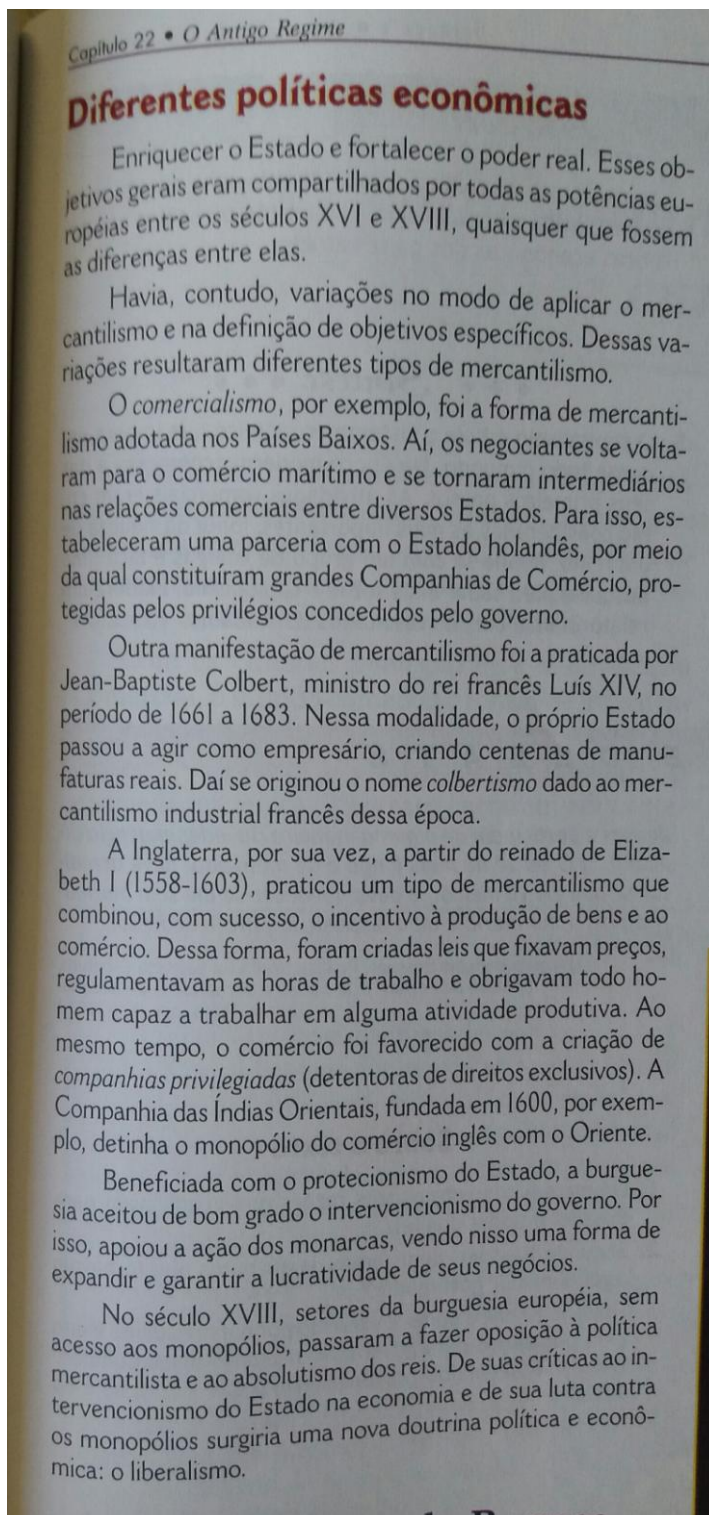 Capítulo 22 • O Antigo Regime
Diferentes políticas econômicas
Enriquecer o Estado e fortalecer o poder real. Esses ob-
jetivos gerais eram compartilhados por todas as potências eu-
ropéias entre os séculos XVI e XVIII, quaisquer que fossem
as diferenças entre elas.
Havia, contudo, variações no modo de aplicar o mer-
cantilismo e na definição de objetivos específicos. Dessas va-
riações resultaram diferentes tipos de mercantilismo.
O comercialismo, por exemplo, foi a forma de mercanti-
lismo adotada nos Países Baixos. Aí, os negociantes se volta-
ram para o comércio marítimo e se tornaram intermediários
nas relações comerciais entre diversos Estados. Para isso, es-
tabeleceram uma parceria com o Estado holandês, por meio
da qual constituíram grandes Companhias de Comércio, pro-
tegidas pelos privilégios concedidos pelo governo.
Outra manifestação de mercantilismo foi a praticada por
Jean-Baptiste Colbert, ministro do rei francês Luís XIV, no
período de 1661 a 1683. Nessa modalidade, o próprio Estado
passou a agir como empresário, criando centenas de manu-
faturas reais. Daí se originou o nome colbertismo dado ao mer-
cantilismo industrial francês dessa época.
A Inglaterra, por sua vez, a partir do reinado de Eliza-
beth I (1558-1603), praticou um tipo de mercantilismo que
combinou, com sucesso, o incentivo à produção de bens e ao
comércio. Dessa forma, foram criadas leis que fixavam preços,
regulamentavam as horas de trabalho e obrigavam todo ho-
mem capaz a trabalhar em alguma atividade produtiva. Ao
mesmo tempo, o comércio foi favorecido com a criação de
companhias privilegiadas (detentoras de direitos exclusivos). A
Companhia das Índias Orientais, fundada em 1600, por exem-
plo, detinha o monopólio do comércio inglês com o Oriente.
Beneficiada com o protecionismo do Estado, a burgue-
sia aceitou de bom grado o intervencionismo do governo. Por
isso, apoiou a ação dos monarcas, vendo nisso uma forma de
expandir e garantir a lucratividade de seus negócios.
No século XVIII, setores da burguesia européia, sem
acesso aos monopólios, passaram a fazer oposição à política
mercantilista e ao absolutismo dos reis. De suas críticas ao in-
tervencionismo do Estado na economia e de sua luta contra
os monopólios surgiria uma nova doutrina política e econô-
mica: o liberalismo.